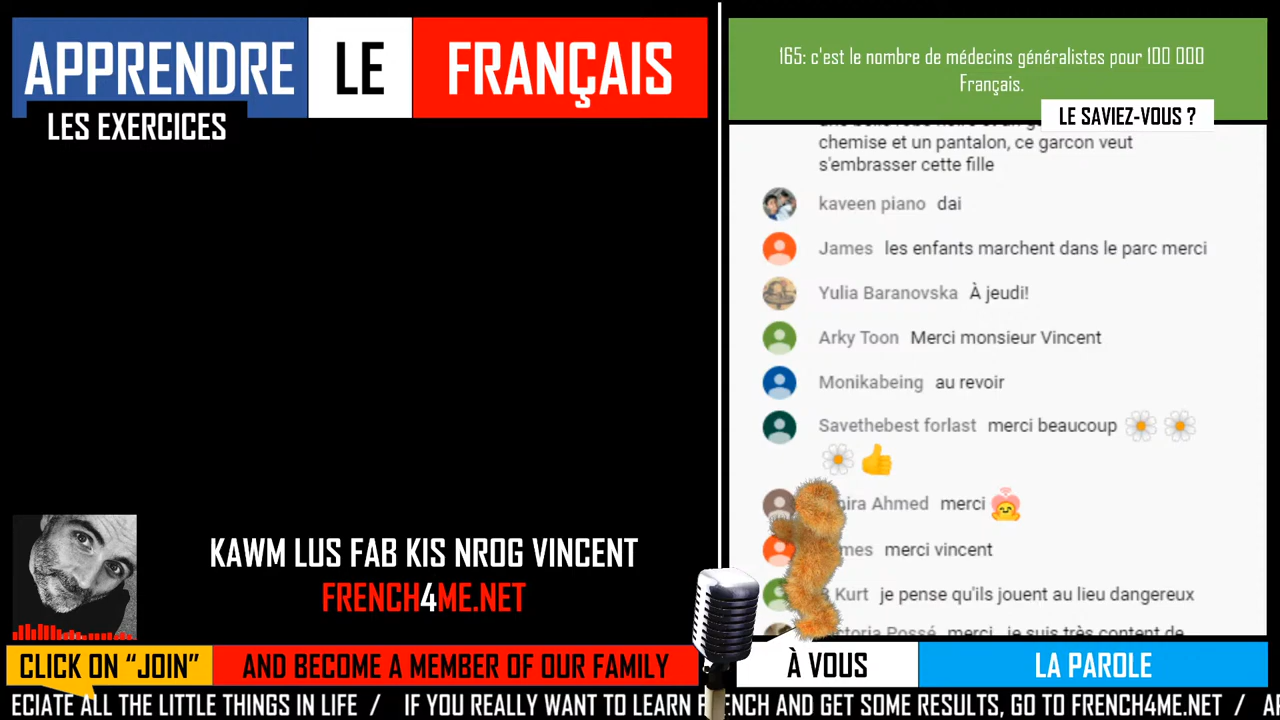 APPRENDRE LE FRANÇAIS
LES EXERCICES
KAWM LUS FAB KIS NROG VINCENT
FRENCH4ME.NET
CLICK ON “JOIN” AND BECOME A MEMBER OF OUR FAMILY
165: c'est le nombre de médecins généralistes pour 100 000
Français.
LE SAVIEZ-VOUS ?
chemise et un pantalon, ce garcon veut
s'embrasser cette fille
kaveen piano dai
James les enfants marchent dans le parc merci
Yulia Baranovska À jeudi!
Arky Toon Merci monsieur Vincent
Monikabeing au revoir
Savethebest forlast merci beaucoup
Ahmed merci
merci vincent
Kurt je pense qu'ils jouent au lieu dangereux
Possé merci je suis très content de
À VOUS LA PAROLE
ALL THE LITTLE THINGS IN LIFE / IF YOU REALLY WANT TO LEARN AND GET SOME RESULTS, GO TO FRENCH4ME.NET /